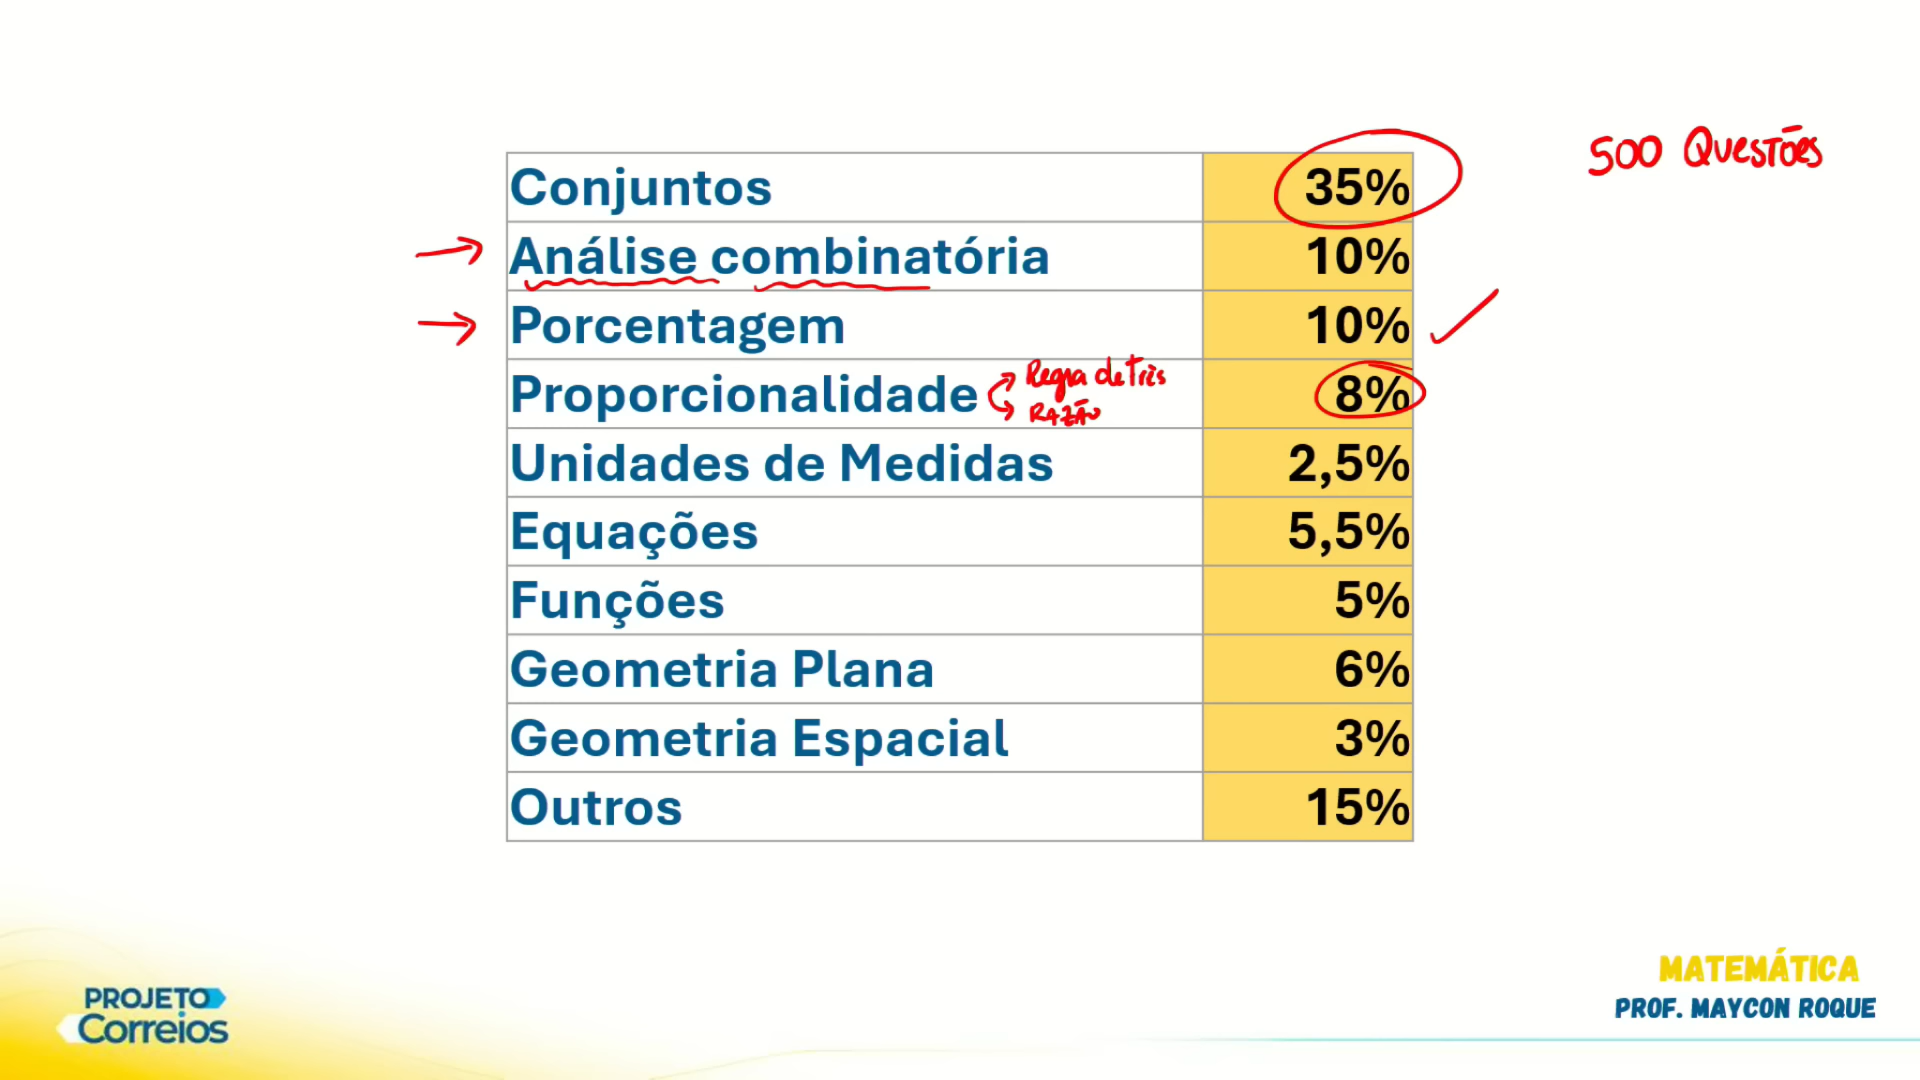 500 QUESTÕES
Conjuntos 35%
Análise combinatória 10%
Porcentagem 10%
Proporcionalidade Regra de Três RAZÃO 8%
Unidades de Medidas 2,5%
Equações 5,5%
Funções 5%
Geometria Plana 6%
Geometria Espacial 3%
Outros 15%
MATEMÁTICA
PROF. MAYCON ROQUE
PROJETO
Correios